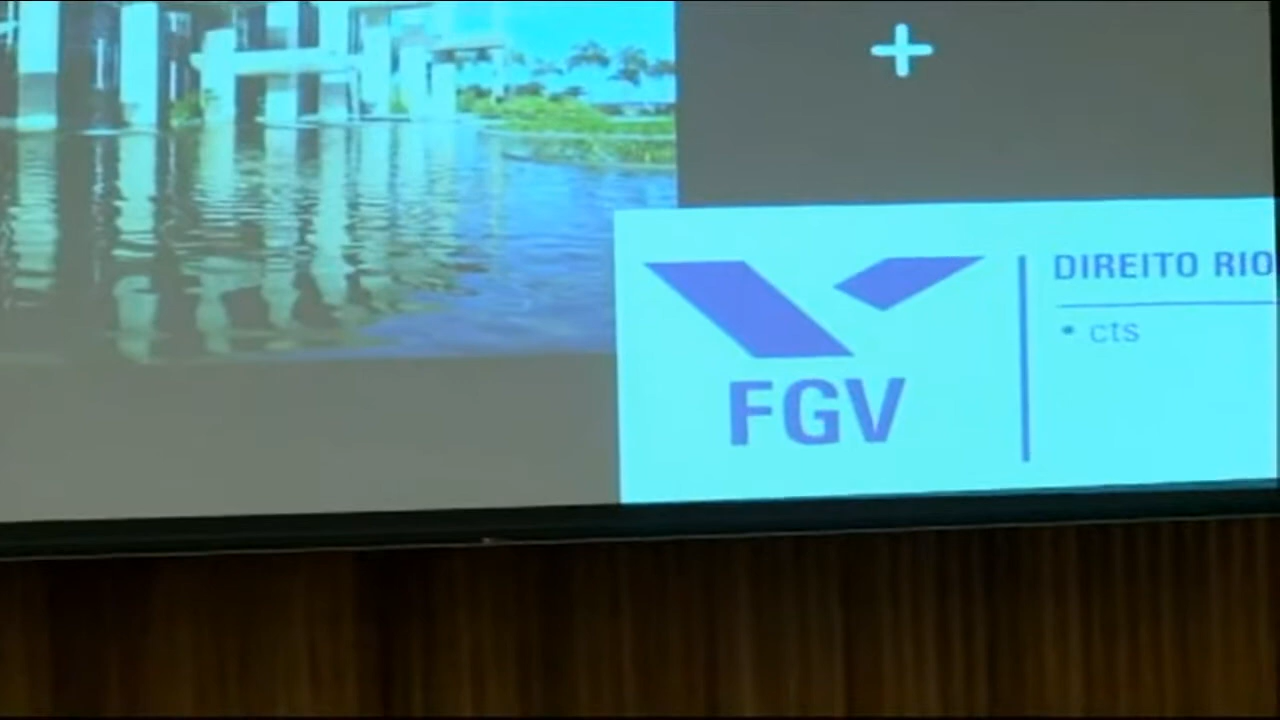 DIREITO RIO
• cts
FGV